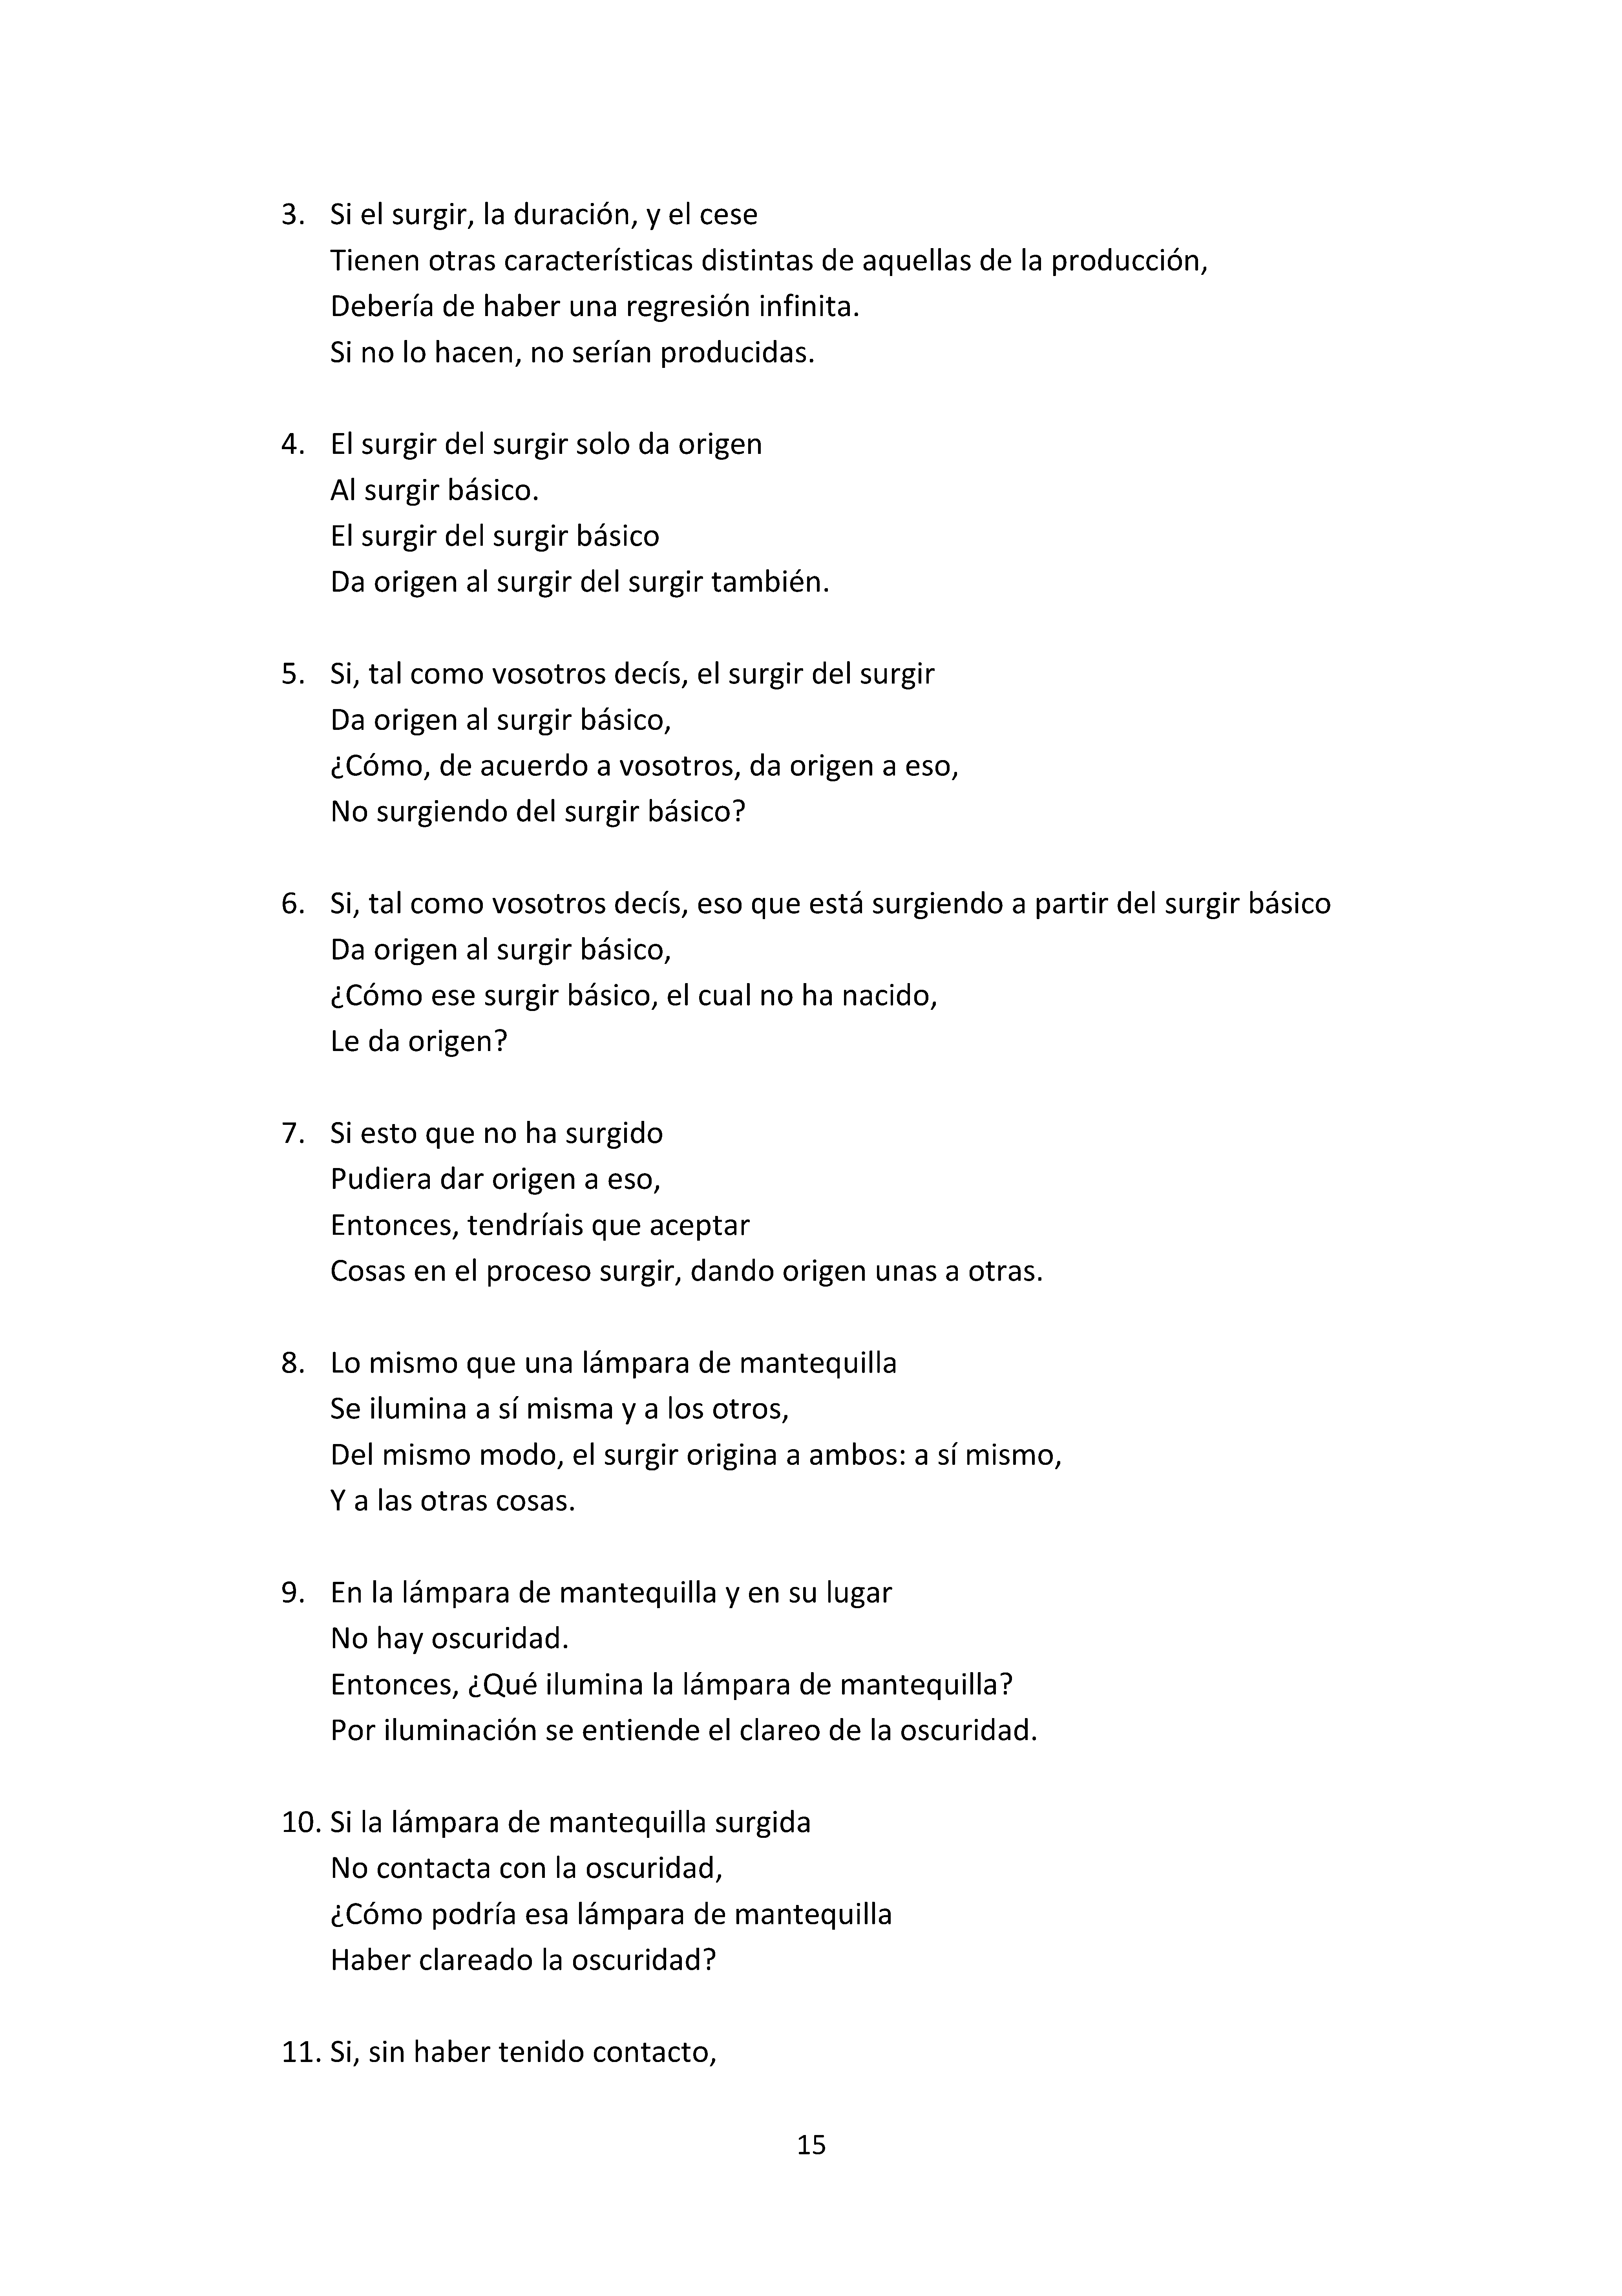 3. Si el surgir, la duración, y el cese
Tienen otras características distintas de aquellas de la producción,
Debería de haber una regresión infinita.
Si no lo hacen, no serían producidas.
4. El surgir del surgir solo da origen
Al surgir básico.
El surgir del surgir básico
Da origen al surgir del surgir también.
5. Si, tal como vosotros decís, el surgir del surgir
Da origen al surgir básico,
¿Cómo, de acuerdo a vosotros, da origen a eso,
No surgiendo del surgir básico?
6. Si, tal como vosotros decís, eso que está surgiendo a partir del surgir básico
Da origen al surgir básico,
¿Cómo ese surgir básico, el cual no ha nacido,
Le da origen?
7. Si esto que no ha surgido
Pudiera dar origen a eso,
Entonces, tendríais que aceptar
Cosas en el proceso surgir, dando origen unas a otras.
8. Lo mismo que una lámpara de mantequilla
Se ilumina a sí misma y a los otros,
Del mismo modo, el surgir origina a ambos: a sí mismo,
Y a las otras cosas.
9. En la lámpara de mantequilla y en su lugar
No hay oscuridad.
Entonces, ¿Qué ilumina la lámpara de mantequilla?
Por iluminación se entiende el clareo de la oscuridad.
10. Si la lámpara de mantequilla surgida
No contacta con la oscuridad,
¿Cómo podría esa lámpara de mantequilla
Haber clareado la oscuridad?
11. Si, sin haber tenido contacto,
15